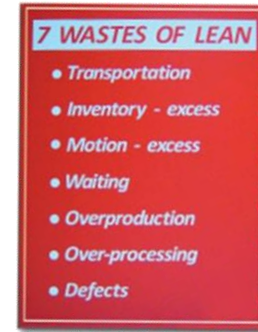 7 WASTES OF LEAN
• Transportation
• Inventory - excess
• Motion - excess
• Waiting
• Overproduction
• Over-processing
• Defects